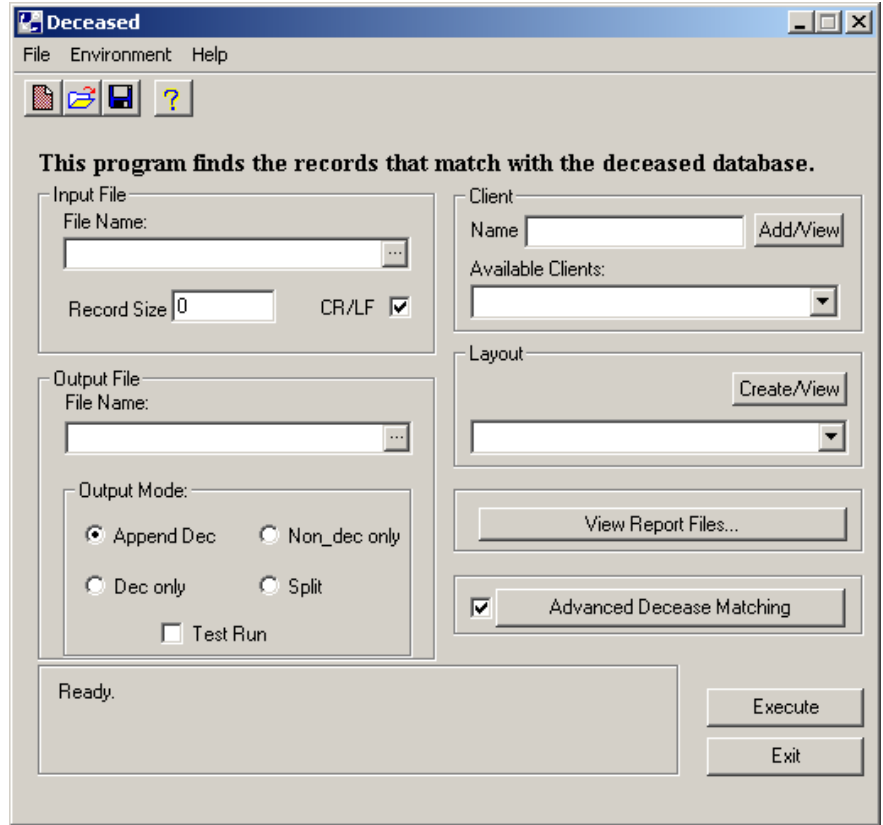 Deceased
File Environment Help
?
This program finds the records that match with the deceased database.
Input File
File Name:
...
Record Size 0 CR/LF
Output File
File Name:
...
Output Mode:
Append Dec Non_dec only
Dec only Split
Test Run
Client
Name Add/View
Available Clients:
Layout
Create/View
View Report Files...
Advanced Decease Matching
Ready.
Execute
Exit